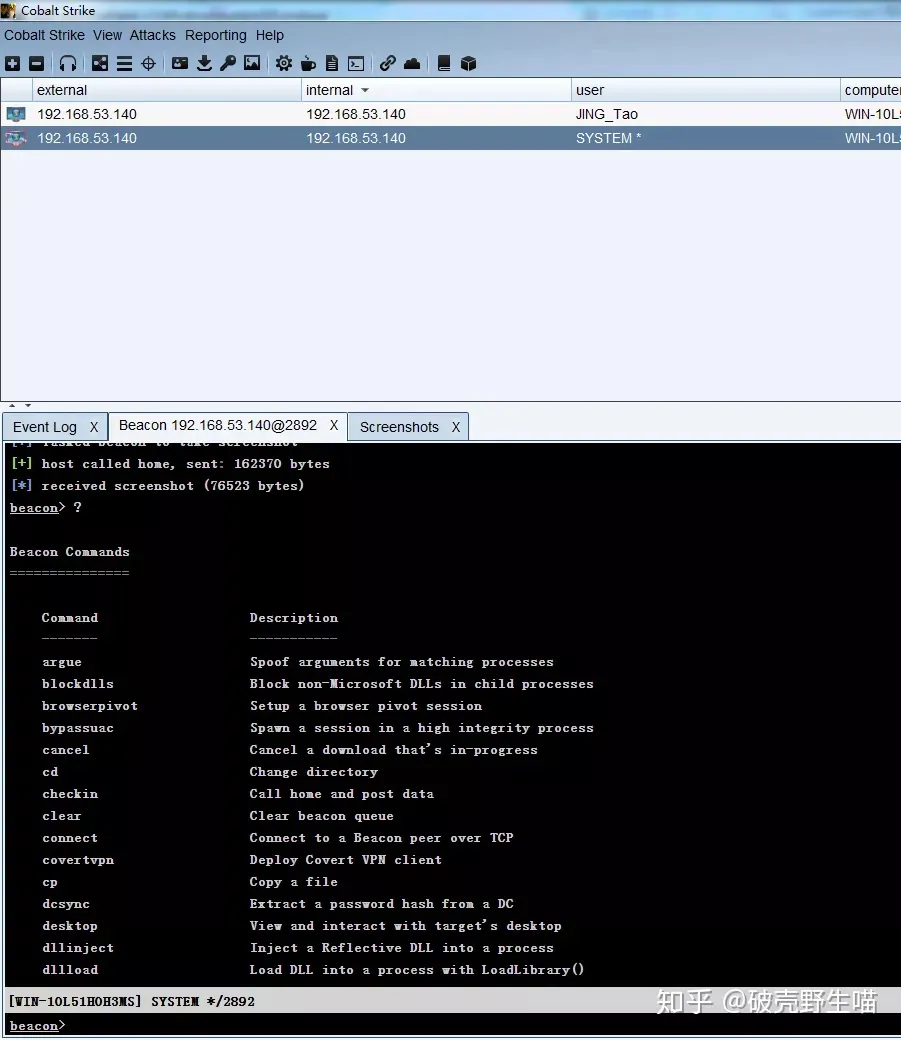 Cobalt Strike
Cobalt Strike View Attacks Reporting Help
external internal user computer
192.168.53.140 192.168.53.140 JING_Tao WIN-10L5
192.168.53.140 192.168.53.140 SYSTEM * WIN-10L5
Event Log X Beacon 192.168.53.140@2892 X Screenshots X
[*] Tasked beacon to take screenshot
[+] host called home, sent: 162370 bytes
[*] received screenshot (76523 bytes)
beacon> ?
Beacon Commands
===============
Command Description
------- -----------
argue Spoof arguments for matching processes
blockdlls Block non-Microsoft DLLs in child processes
browserpivot Setup a browser pivot session
bypassuac Spawn a session in a high integrity process
cancel Cancel a download that's in-progress
cd Change directory
checkin Call home and post data
clear Clear beacon queue
connect Connect to a Beacon peer over TCP
covertvpn Deploy Covert VPN client
cp Copy a file
dcsync Extract a password hash from a DC
desktop View and interact with target's desktop
dllinject Inject a Reflective DLL into a process
dllload Load DLL into a process with LoadLibrary()
[WIN-10L51HOH3MS] SYSTEM */2892
知乎 @破壳野生喵
beacon>